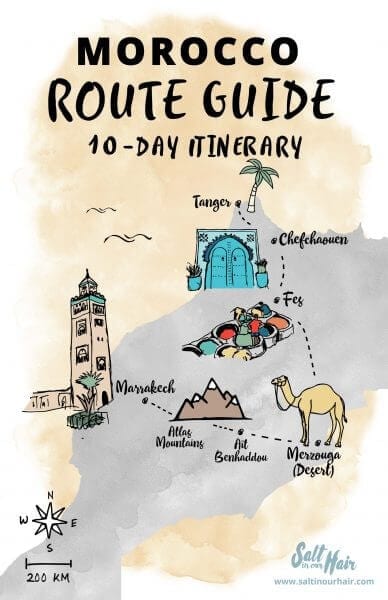 MOROCCO
ROUTE GUIDE
10-DAY ITINERARY
Tanger
Chefchaouen
Fes
Marrakech
Atlas
Mountains
Ait
Benhaddou
Merzouga
(Desert)
N
W E
S
200 KM
Salt
in our
Hair
www.saltinourhair.com